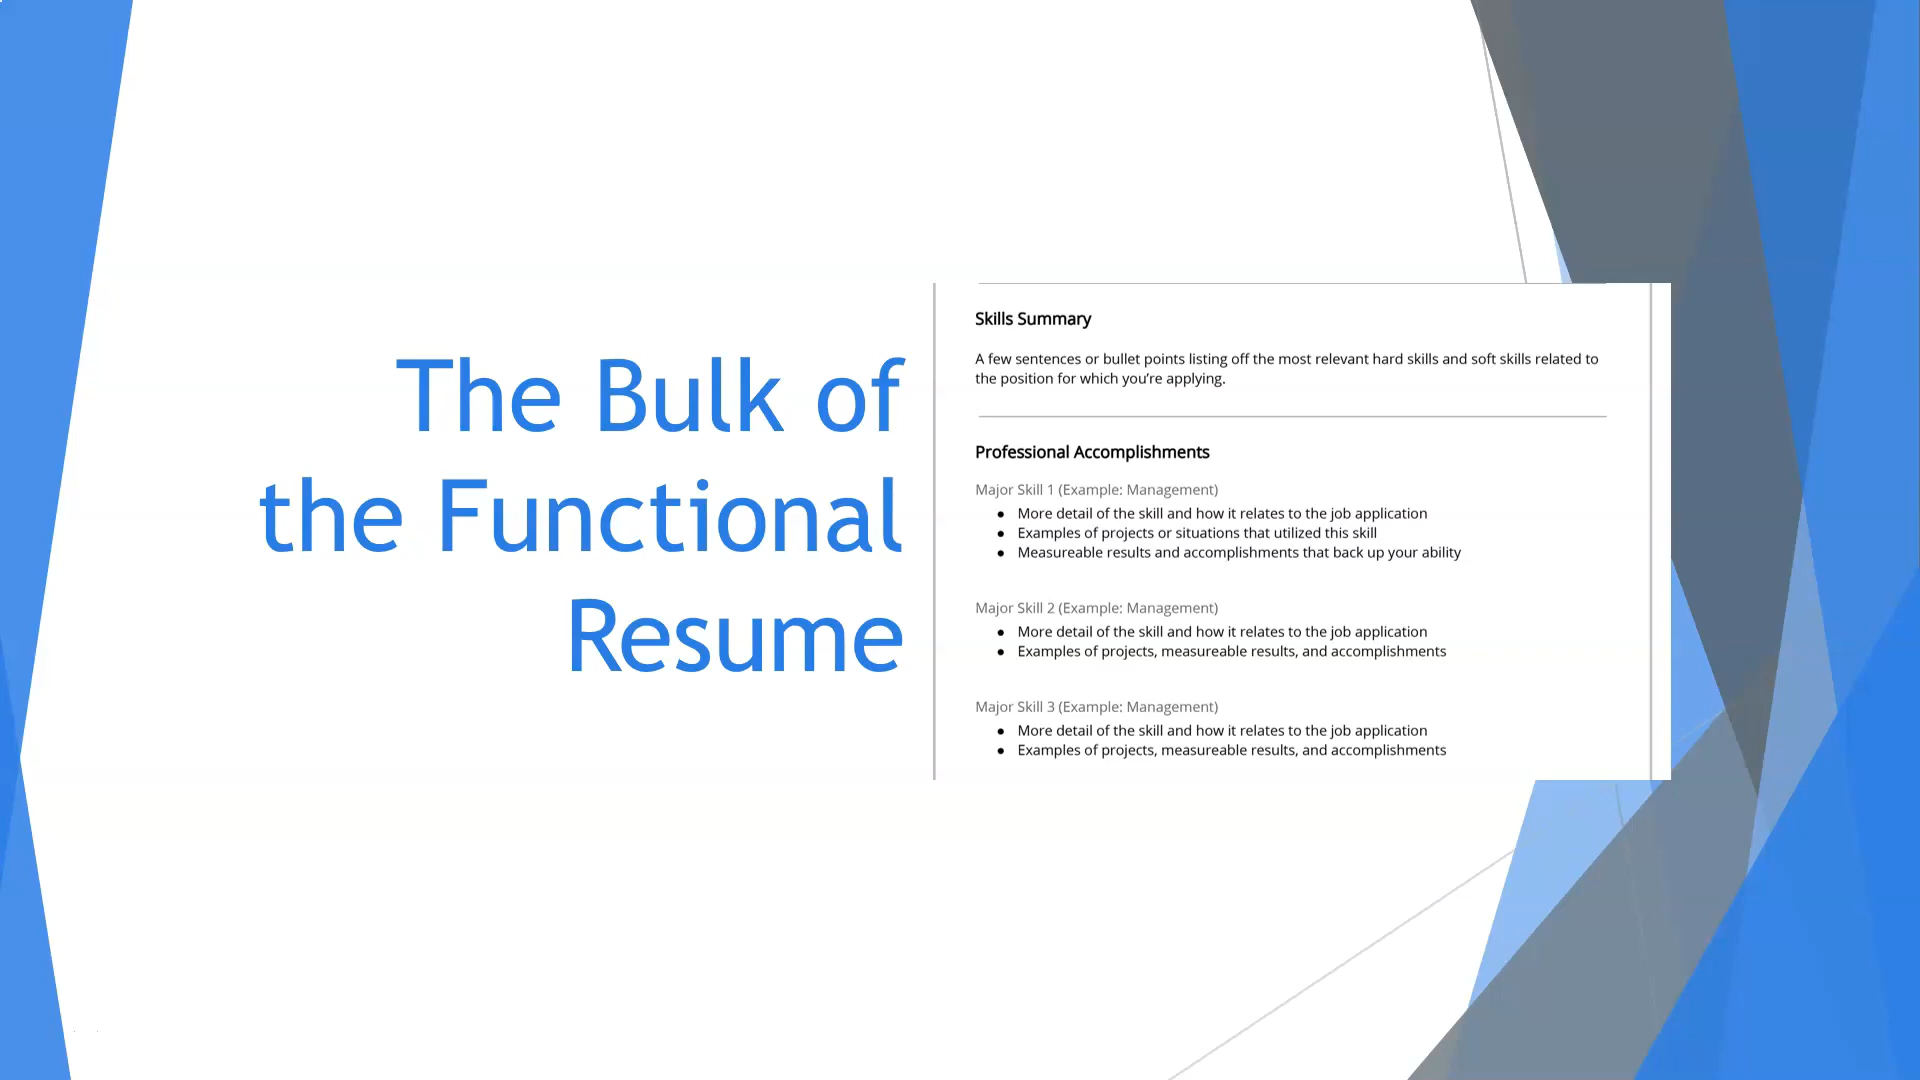 The Bulk of
the Functional
Resume
Skills Summary
A few sentences or bullet points listing off the most relevant hard skills and soft skills related to
the position for which you're applying.
Professional Accomplishments
Major Skill 1 (Example: Management)
● More detail of the skill and how it relates to the job application
● Examples of projects or situations that utilized this skill
● Measureable results and accomplishments that back up your ability
Major Skill 2 (Example: Management)
● More detail of the skill and how it relates to the job application
● Examples of projects, measureable results, and accomplishments
Major Skill 3 (Example: Management)
● More detail of the skill and how it relates to the job application
● Examples of projects, measureable results, and accomplishments